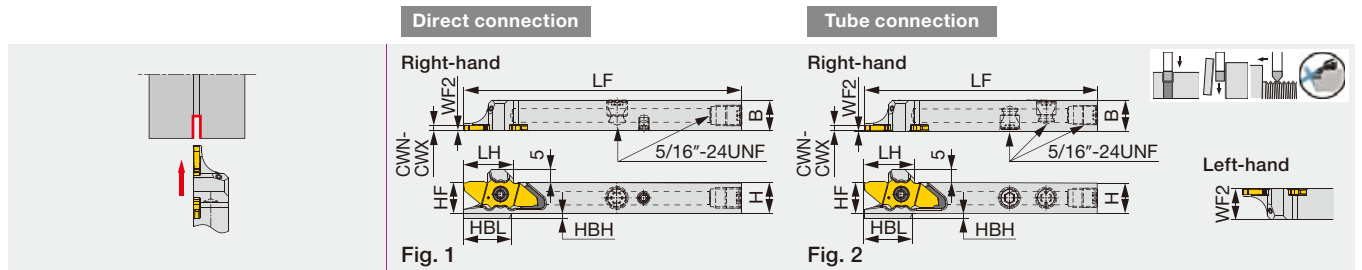 Direct connection
Tube connection
Right-hand
LF
WF2
B
CWN-
CWX
5/16"-24UNF
LH
5
HF
H
HBL
HBH
Fig. 1
Right-hand
LF
WF2
B
CWN-
CWX
5/16"-24UNF
LH
5
HF
H
HBL
HBH
Fig. 2
Left-hand
WF2